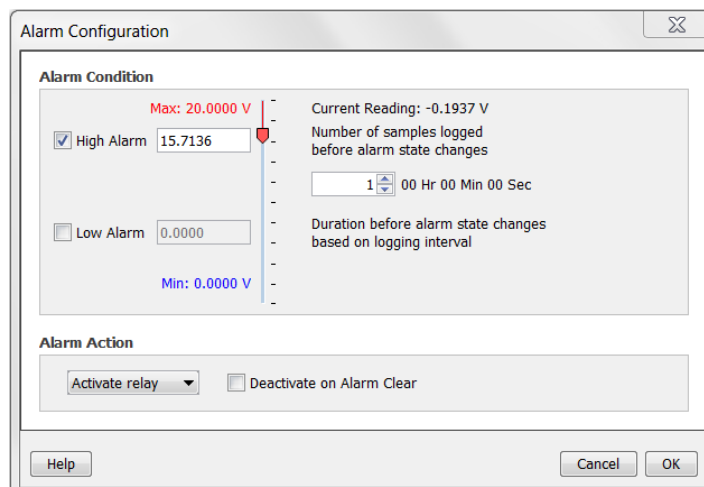 Alarm Configuration
Alarm Condition
Max: 20.0000 V
High Alarm 15.7136
Low Alarm 0.0000
Min: 0.0000 V
Current Reading: -0.1937 V
Number of samples logged
before alarm state changes
1 00 Hr 00 Min 00 Sec
Duration before alarm state changes
based on logging interval
Alarm Action
Activate relay
Deactivate on Alarm Clear
Help
Cancel
OK